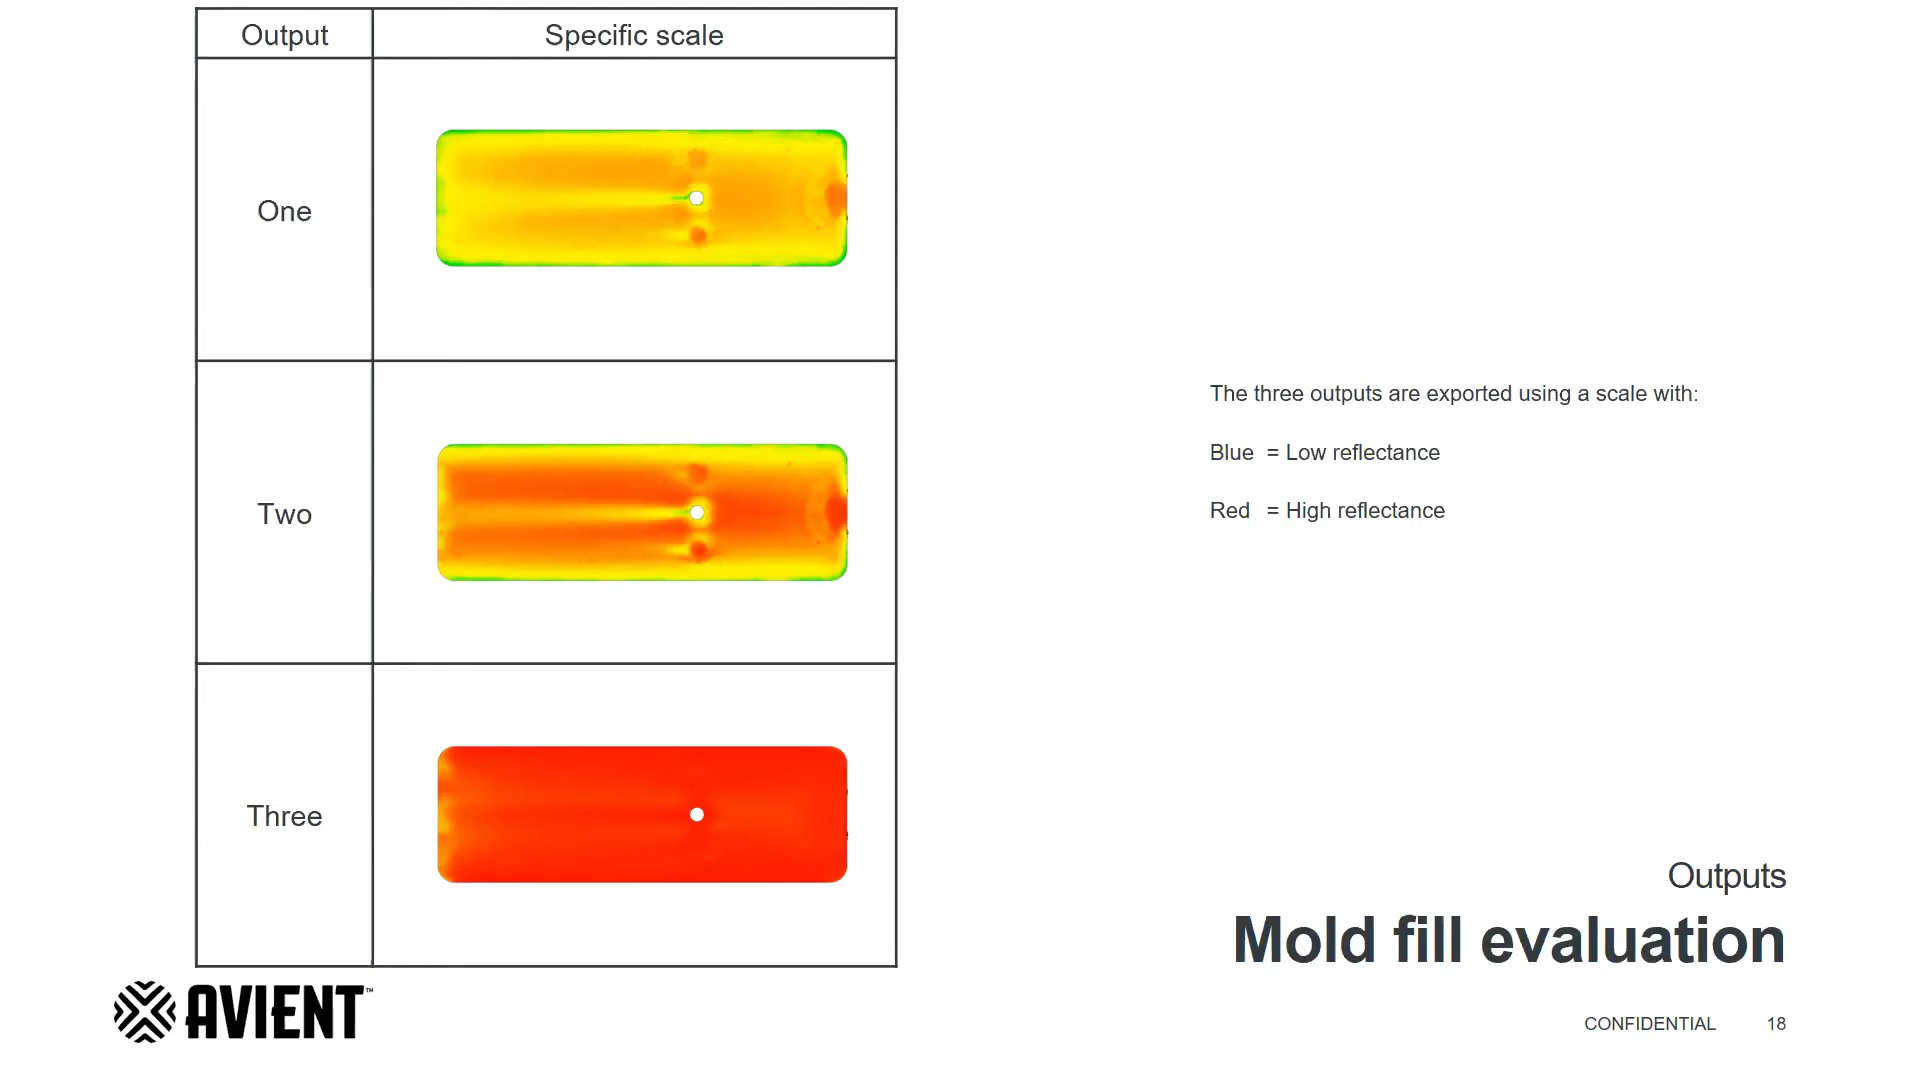 Output Specific scale
One
Two
Three
The three outputs are exported using a scale with:
Blue = Low reflectance
Red = High reflectance
Outputs
Mold fill evaluation
AVIENT™
CONFIDENTIAL 18